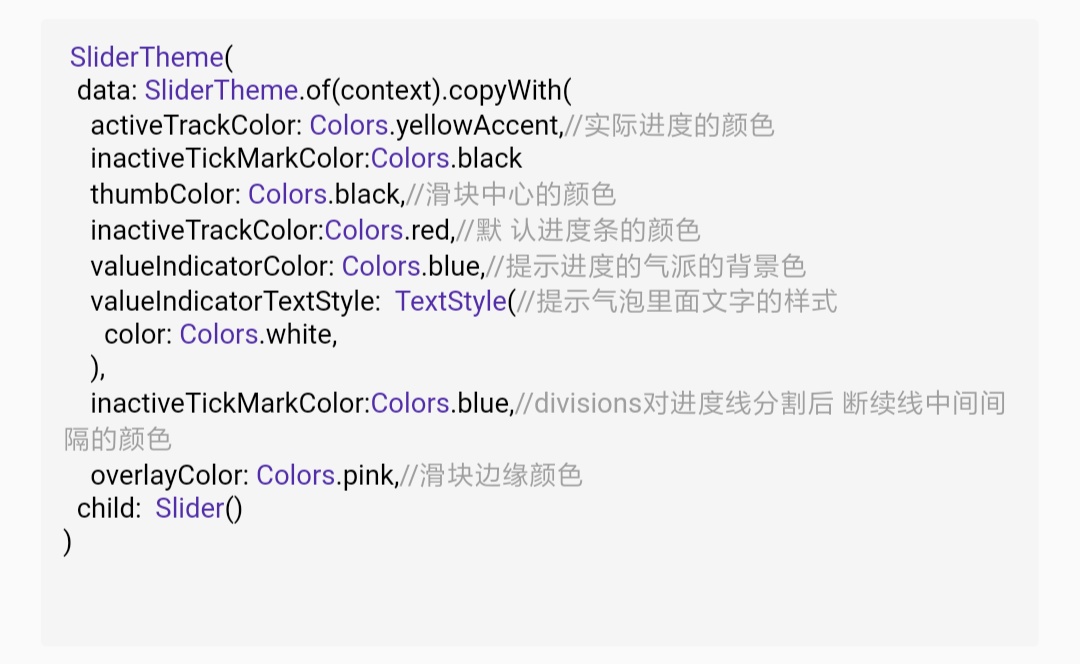 SliderTheme(
data: SliderTheme.of(context).copyWith(
activeTrackColor: Colors.yellowAccent,//实际进度的颜色
inactiveTickMarkColor:Colors.black
thumbColor: Colors.black,//滑块中心的颜色
inactiveTrackColor:Colors.red,//默 认进度条的颜色
valueIndicatorColor: Colors.blue,//提示进度的气派的背景色
valueIndicatorTextStyle:  TextStyle(//提示气泡里面文字的样式
color: Colors.white,
),
inactiveTickMarkColor:Colors.blue,//divisions对进度线分割后 断续线中间间
隔的颜色
overlayColor: Colors.pink,//滑块边缘颜色
child:  Slider()
)